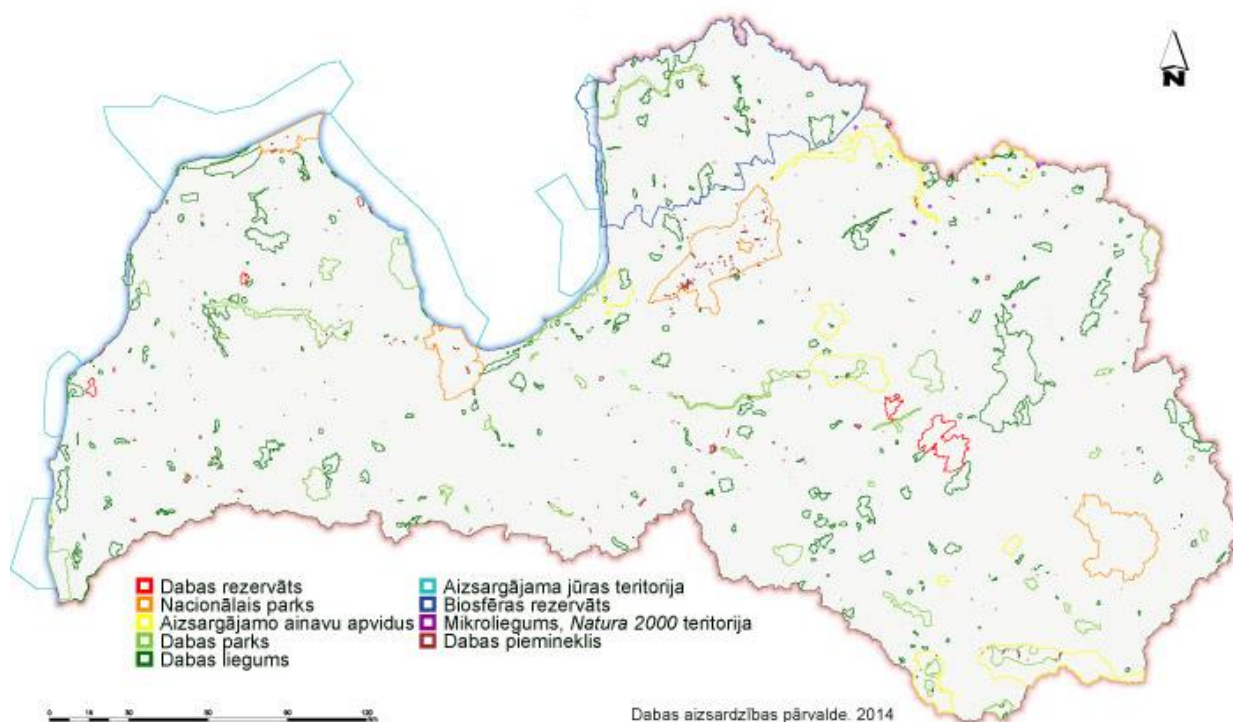 N
Dabas rezervāts
Nacionālais parks
Aizsargājamo ainavu apvidus
Dabas parks
Dabas liegums
Aizsargājama jūras teritorija
Biosfēras rezervāts
Mikroliegums, Natura 2000 teritorija
Dabas piemineklis
Dabas aizsardzības pārvalde. 2014